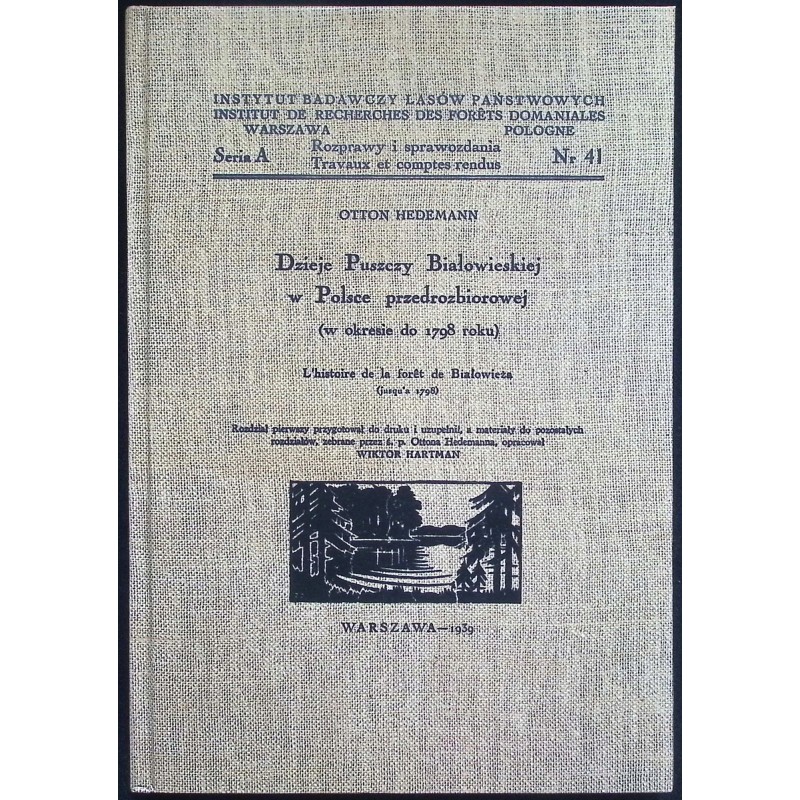 INSTYTUT BADAWCZY LASÓW PAŃSTWOWYCH
INSTITUT DE RECHERCHES DES FORÊTS DOMANIALES
WARSZAWA POLOGNE
Seria A Rozprawy i sprawozdania Nr 41
Travaux et comptes rendus
OTTON HEDEMANN
Dzieje Puszczy Białowieskiej
w Polsce przedrozbiorowej
(w okresie do 1798 roku)
L'histoire de la forêt de Białowieża
(jusqu'a 1798)
Rozdział pierwszy przygotował do druku i uzupełnił, a materiały do pozostałych
rozdziałów, zebrane przez ś. p. Ottona Hedemanna, opracował
WIKTOR HARTMAN
WARSZAWA—1939